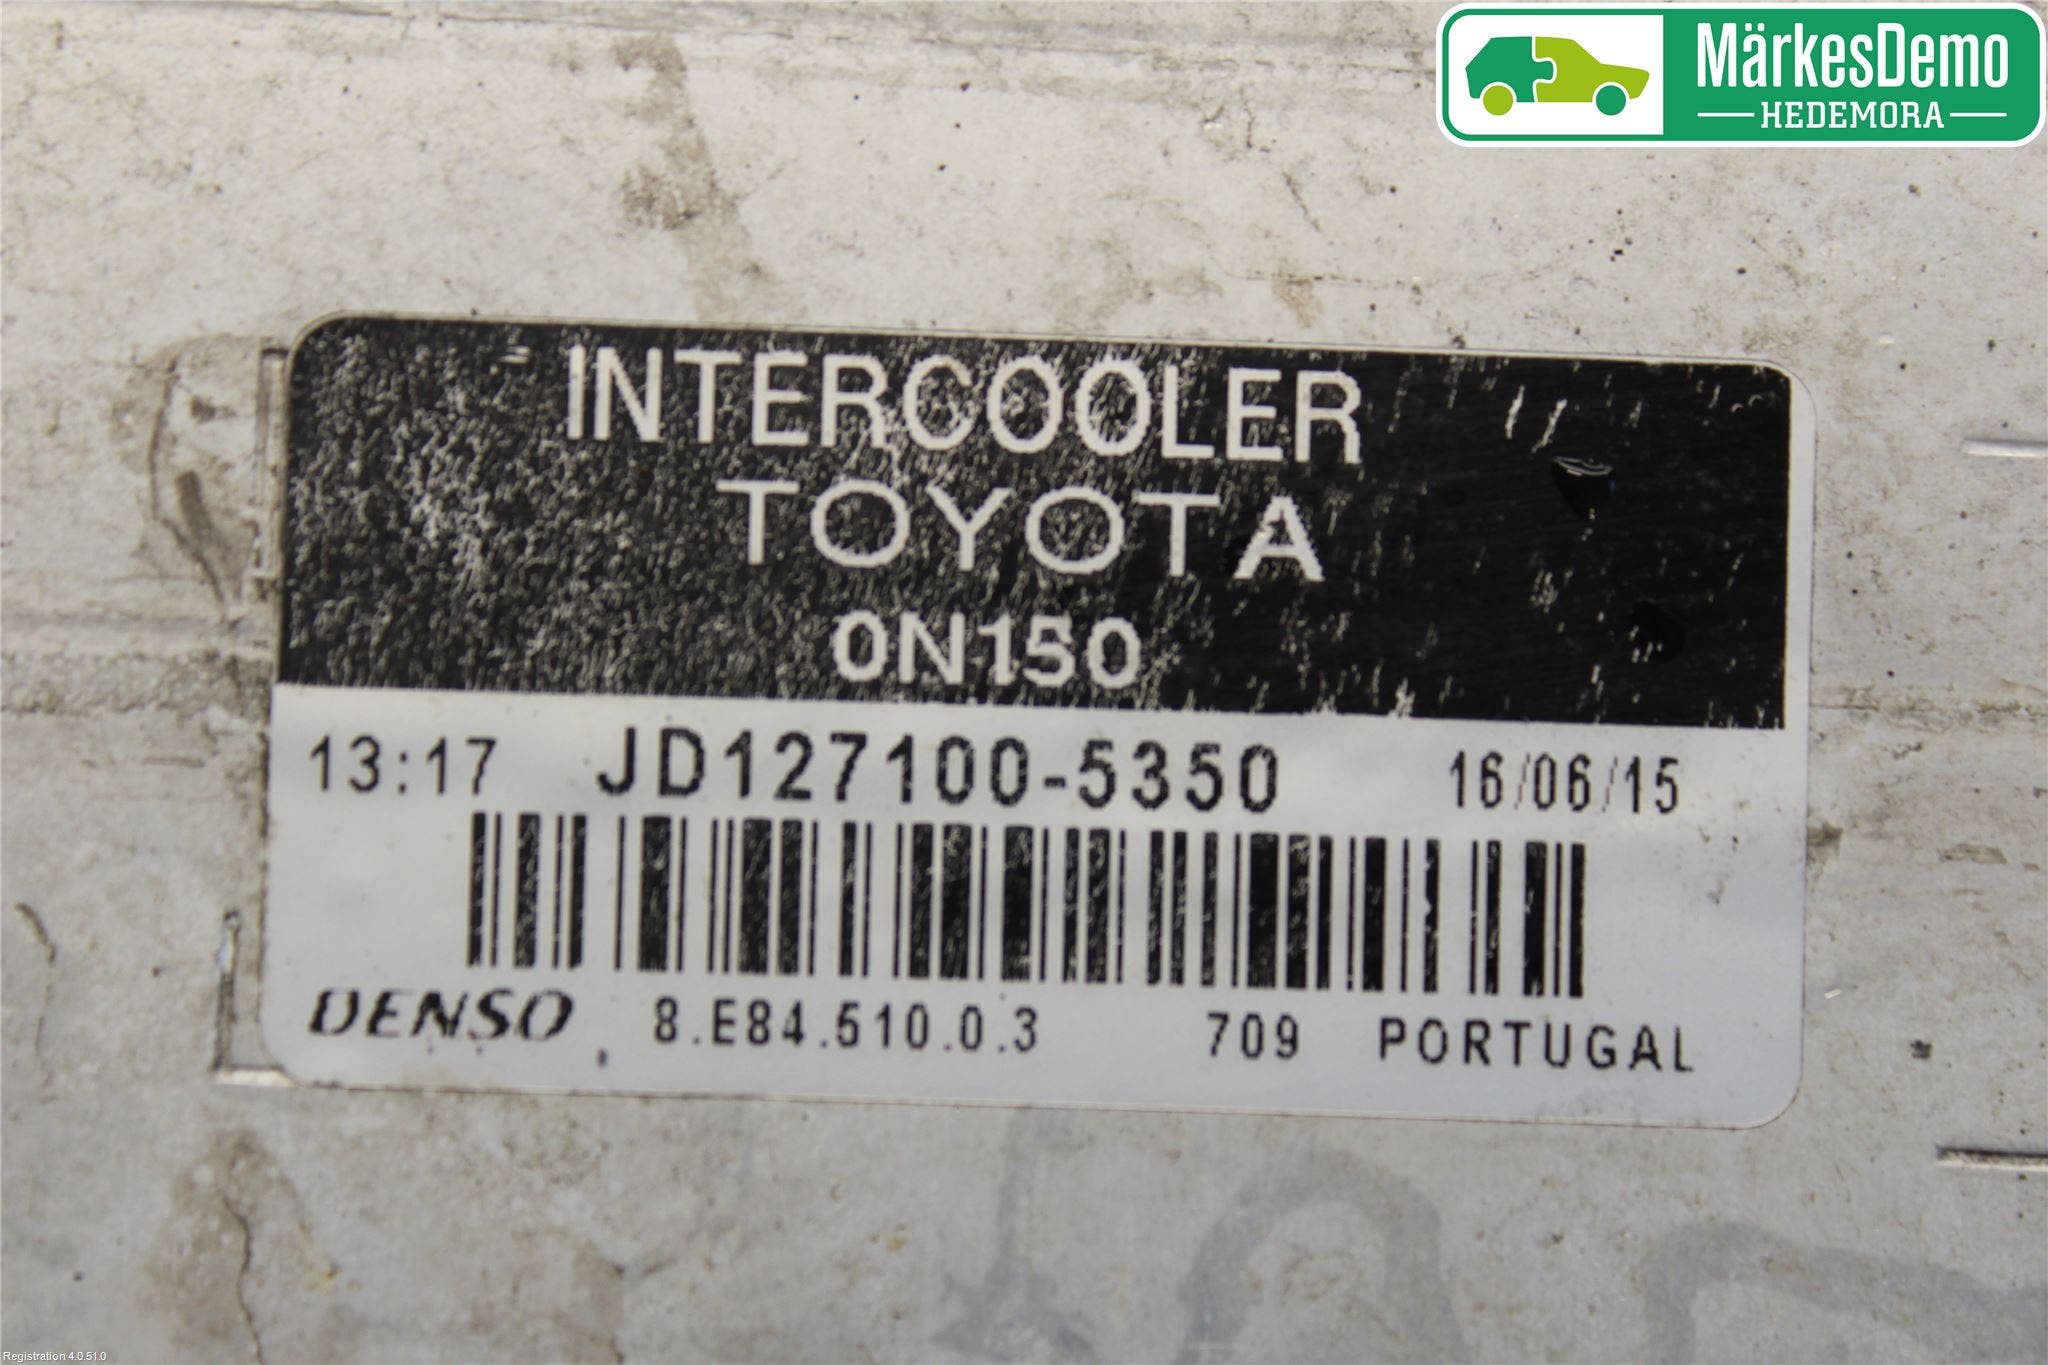 MärkesDemo
HEDEMORA
INTERCOOLER
TOYOTA
0N150
13:17 JD127100-5350 16/06/15
DENSO 8.E84.510.0.3 709 PORTUGAL
Registration 4.0.51.0